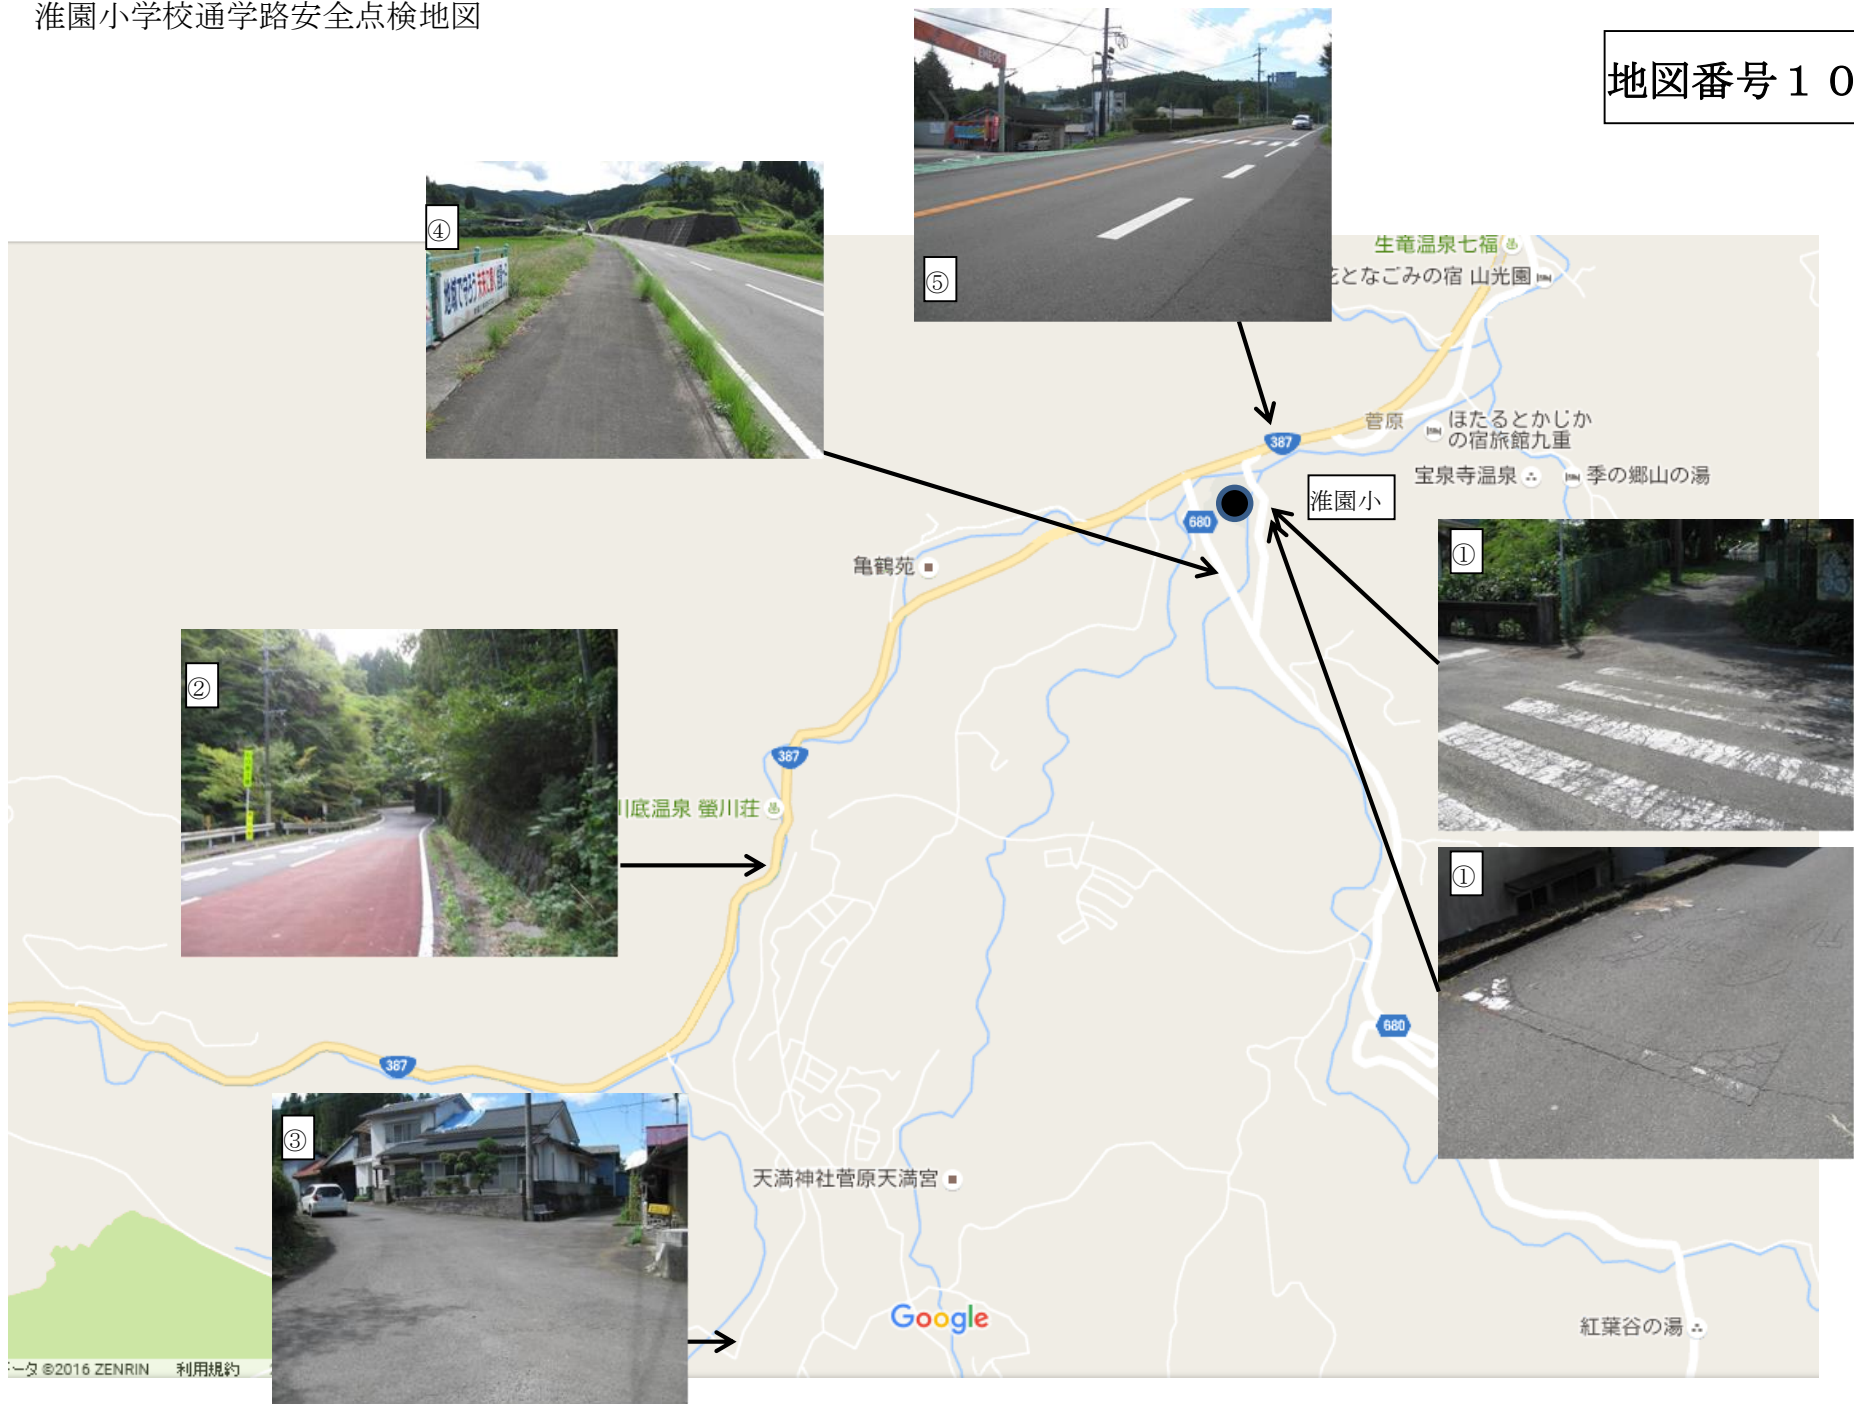 淮園小学校通学路安全点検地図
地図番号１０
ENEOS
④
⑤
生竜温泉七福
となごみの宿 山光園
菅原
ほたるとかじか
の宿旅館九重
387
宝泉寺温泉
季の郷山の湯
淮園小
680
①
亀鶴苑
②
387
川底温泉 螢川荘
①
680
387
③
天満神社菅原天満宮
Google
紅葉谷の湯
ータ ©2016 ZENRIN 利用規約